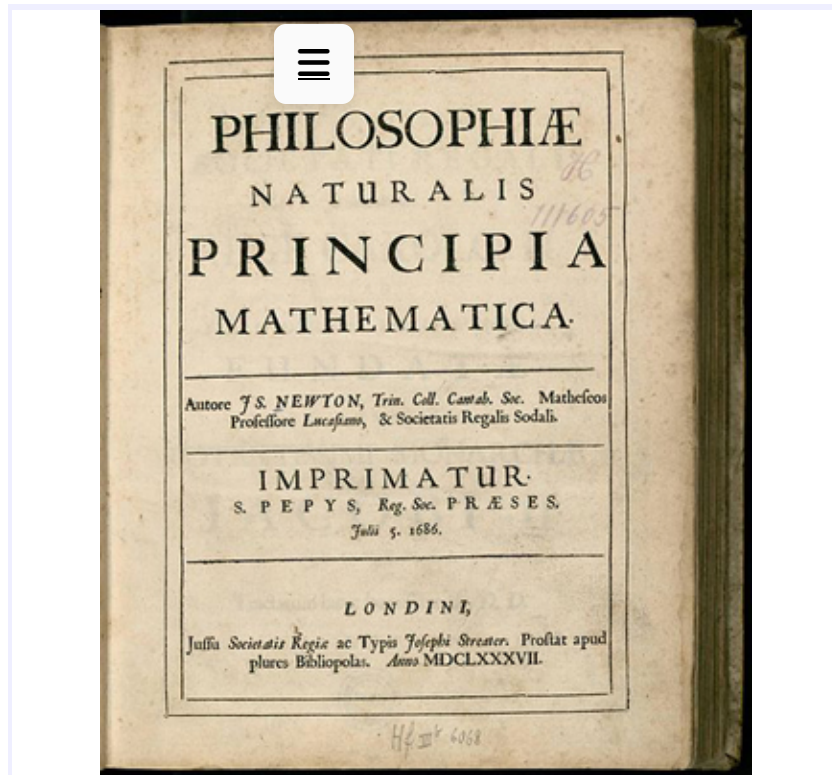 PHILOSOPHIÆ
NATURALIS
PRINCIPIA
MATHEMATICA.
Autore JS. NEWTON, Trin. Coll. Cantab. Soc. Matheſeos
Profeſſore Lucaſiano, & Societatis Regalis Sodali.
IMPRIMATUR.
S. PEPYS, Reg. Soc. PRÆSES.
Julii 5. 1686.
LONDINI,
Juſſu Societatis Regiæ ac Typis Joſephi Streater. Proſtat apud
plures Bibliopolas. Anno MDCLXXXVII.
111605
6068